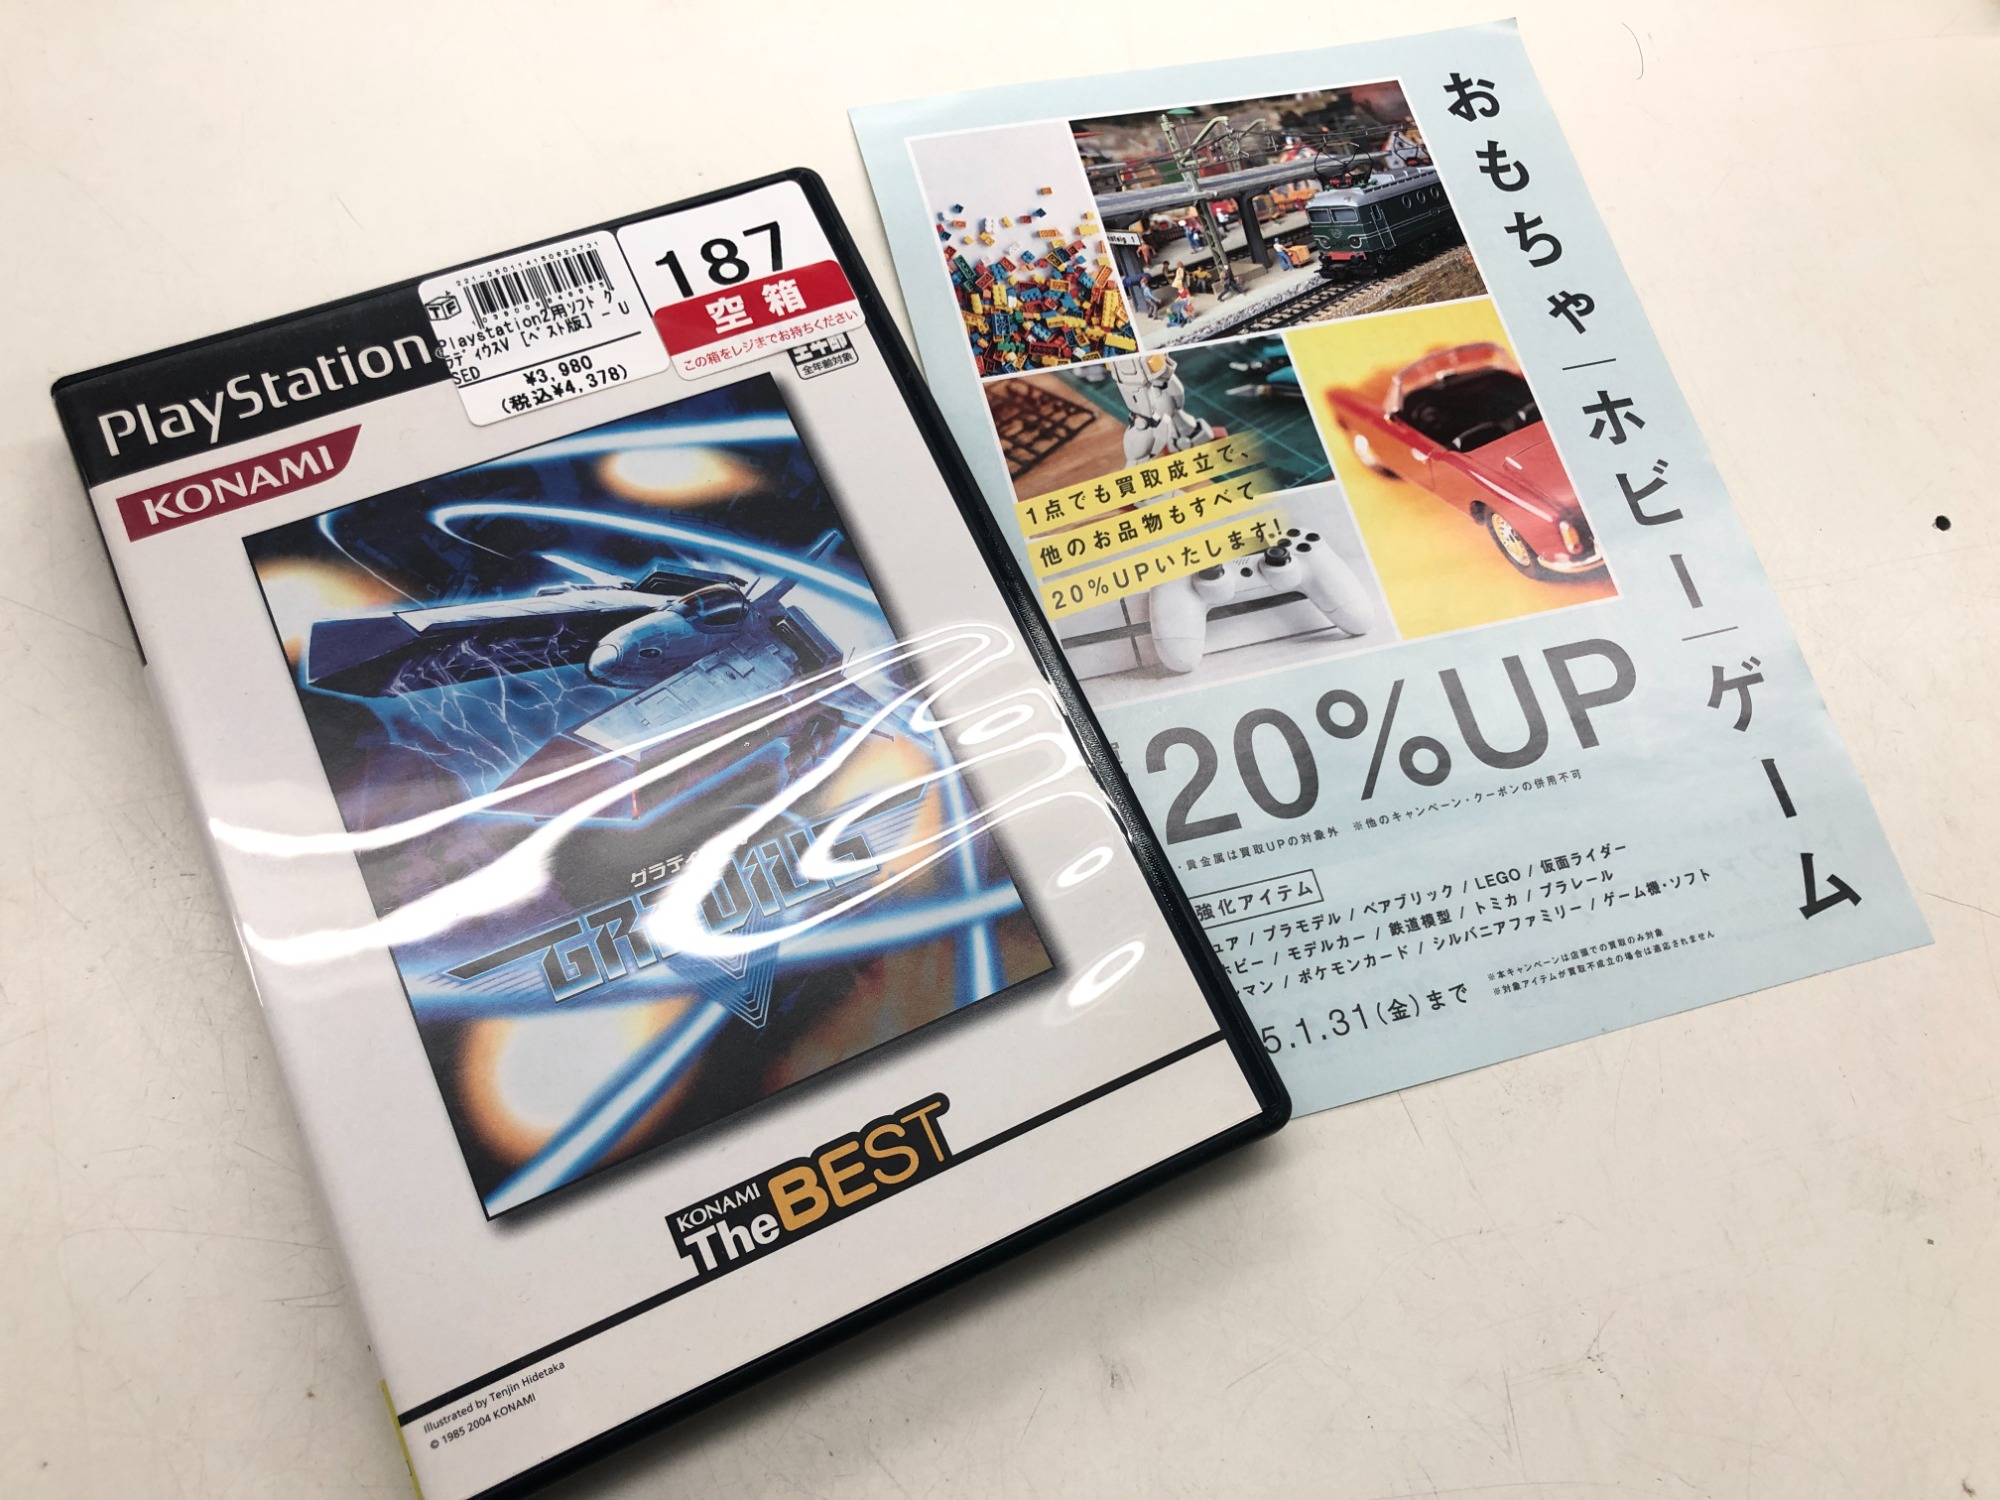 PlayStation
221-250114150828731
TF
Playstation2用ソフト グ
ラディウスV [ベスト版] - U
SED
¥3,980
(税込¥4,378)
187
空箱
この箱をレジまでお持ちください
全年齢対象
KONAMI
グラディウス
GRADIUS
V
KONAMI
The BEST
Illustrated by Tenjin Hidetaka
© 1985 2004 KONAMI
おもちゃ|ホビー|ゲーム
1点でも買取成立で、
他のお品物もすべて
20%UPいたします!
20%UP
・貴金属は買取UPの対象外 ※他のキャンペーン・クーポンの併用不可
強化アイテム
ュア / プラモデル / ベアブリック / LEGO / 仮面ライダー
ホビー / モデルカー / 鉄道模型 / トミカ / プラレール
マン / ポケモンカード / シルバニアファミリー / ゲーム機・ソフト
5.1.31(金)まで
※本キャンペーンは店頭での買取のみ対象
※対象アイテムが買取不成立の場合は適応されません